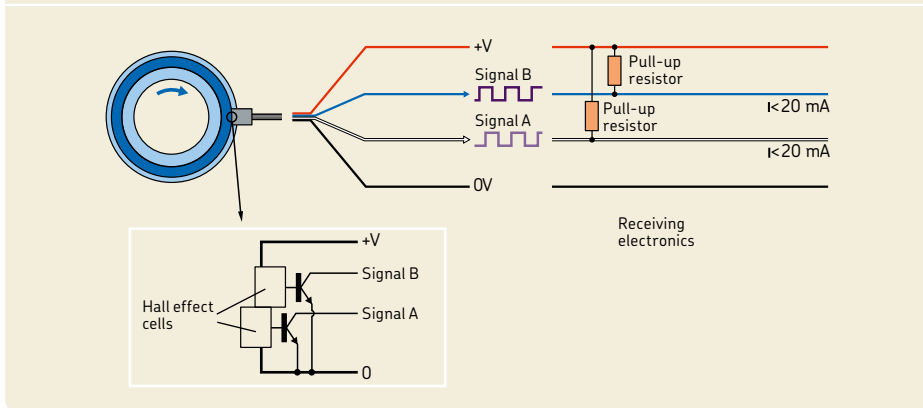 +V
Signal B
Pull-up
resistor
I<20 mA
Signal A
Pull-up
resistor
I<20 mA
0V
Receiving
electronics
+V
Signal B
Hall effect
cells
Signal A
0